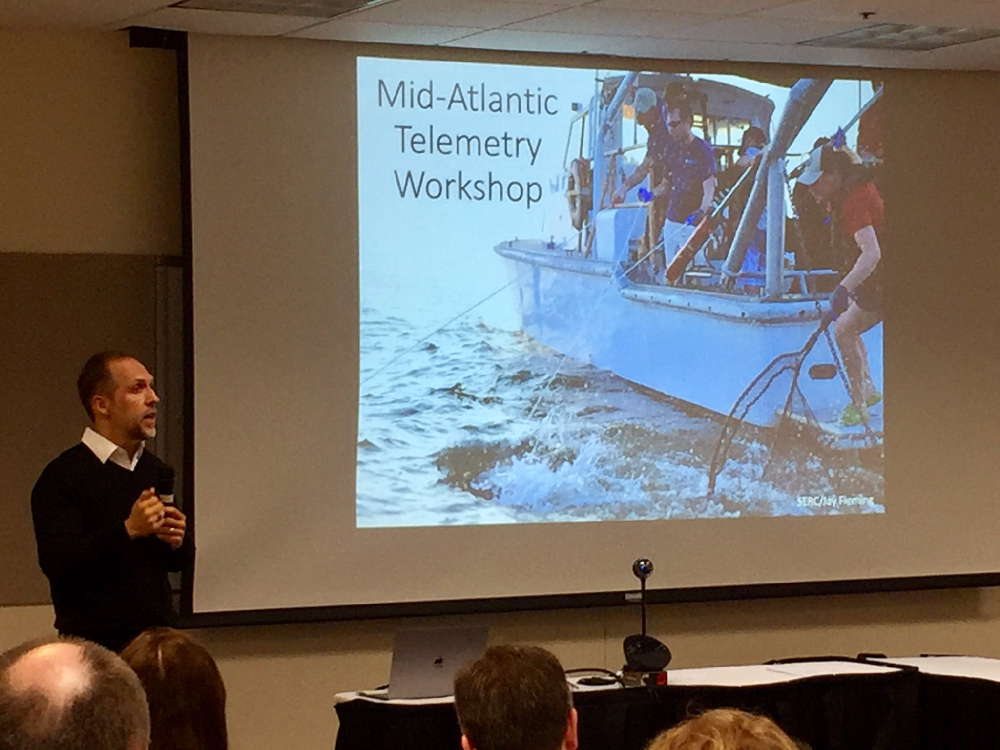 Mid-Atlantic
Telemetry
Workshop
SERC/Jay Fleming